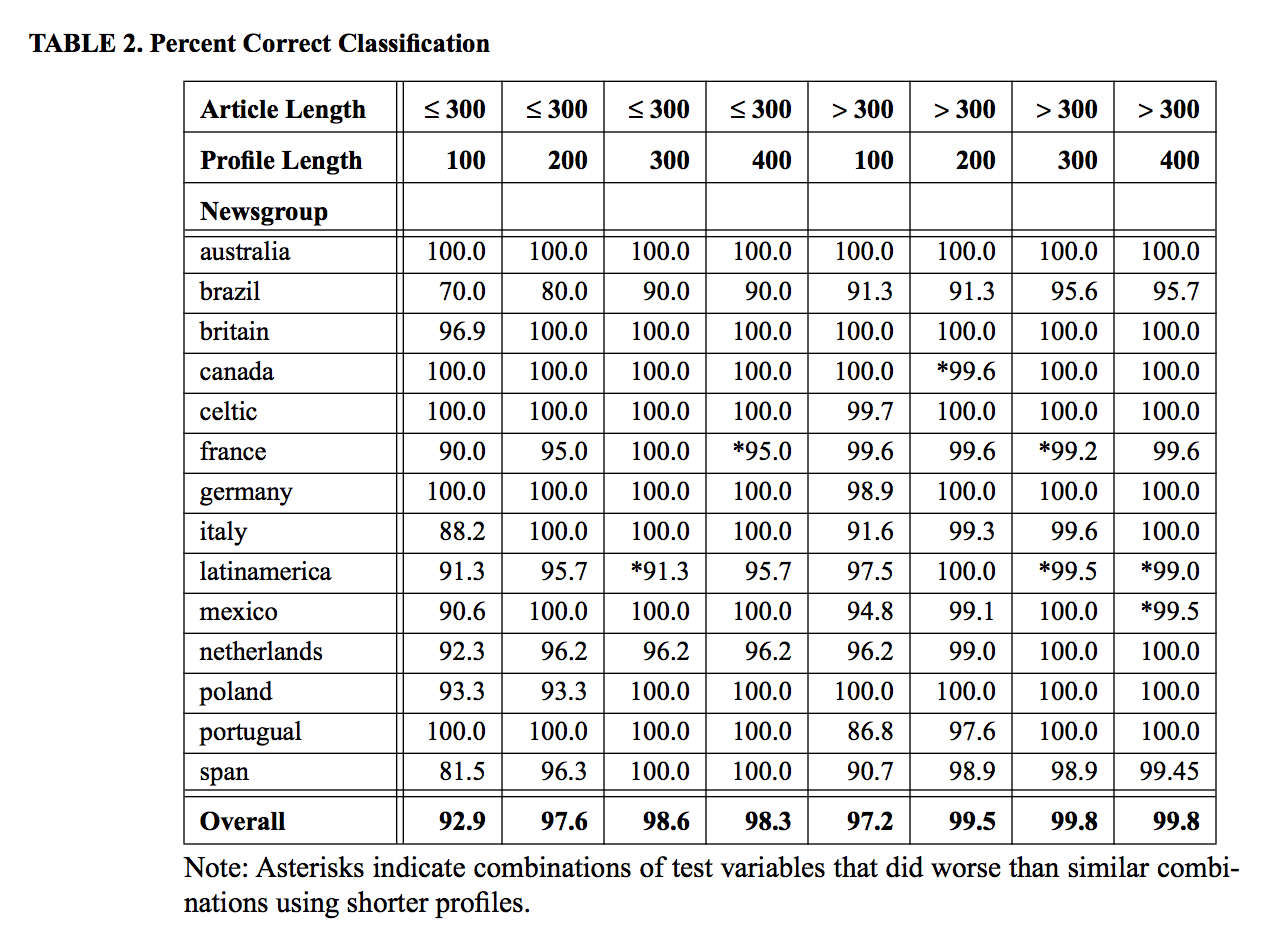 TABLE 2. Percent Correct Classification
Article Length ≤ 300 ≤ 300 ≤ 300 ≤ 300 > 300 > 300 > 300 > 300
Profile Length 100 200 300 400 100 200 300 400
Newsgroup
australia 100.0 100.0 100.0 100.0 100.0 100.0 100.0 100.0
brazil 70.0 80.0 90.0 90.0 91.3 91.3 95.6 95.7
britain 96.9 100.0 100.0 100.0 100.0 100.0 100.0 100.0
canada 100.0 100.0 100.0 100.0 100.0 *99.6 100.0 100.0
celtic 100.0 100.0 100.0 100.0 99.7 100.0 100.0 100.0
france 90.0 95.0 100.0 *95.0 99.6 99.6 *99.2 99.6
germany 100.0 100.0 100.0 100.0 98.9 100.0 100.0 100.0
italy 88.2 100.0 100.0 100.0 91.6 99.3 99.6 100.0
latinamerica 91.3 95.7 *91.3 95.7 97.5 100.0 *99.5 *99.0
mexico 90.6 100.0 100.0 100.0 94.8 99.1 100.0 *99.5
netherlands 92.3 96.2 96.2 96.2 96.2 99.0 100.0 100.0
poland 93.3 93.3 100.0 100.0 100.0 100.0 100.0 100.0
portugual 100.0 100.0 100.0 100.0 86.8 97.6 100.0 100.0
span 81.5 96.3 100.0 100.0 90.7 98.9 98.9 99.45
Overall 92.9 97.6 98.6 98.3 97.2 99.5 99.8 99.8
Note: Asterisks indicate combinations of test variables that did worse than similar combi-
nations using shorter profiles.